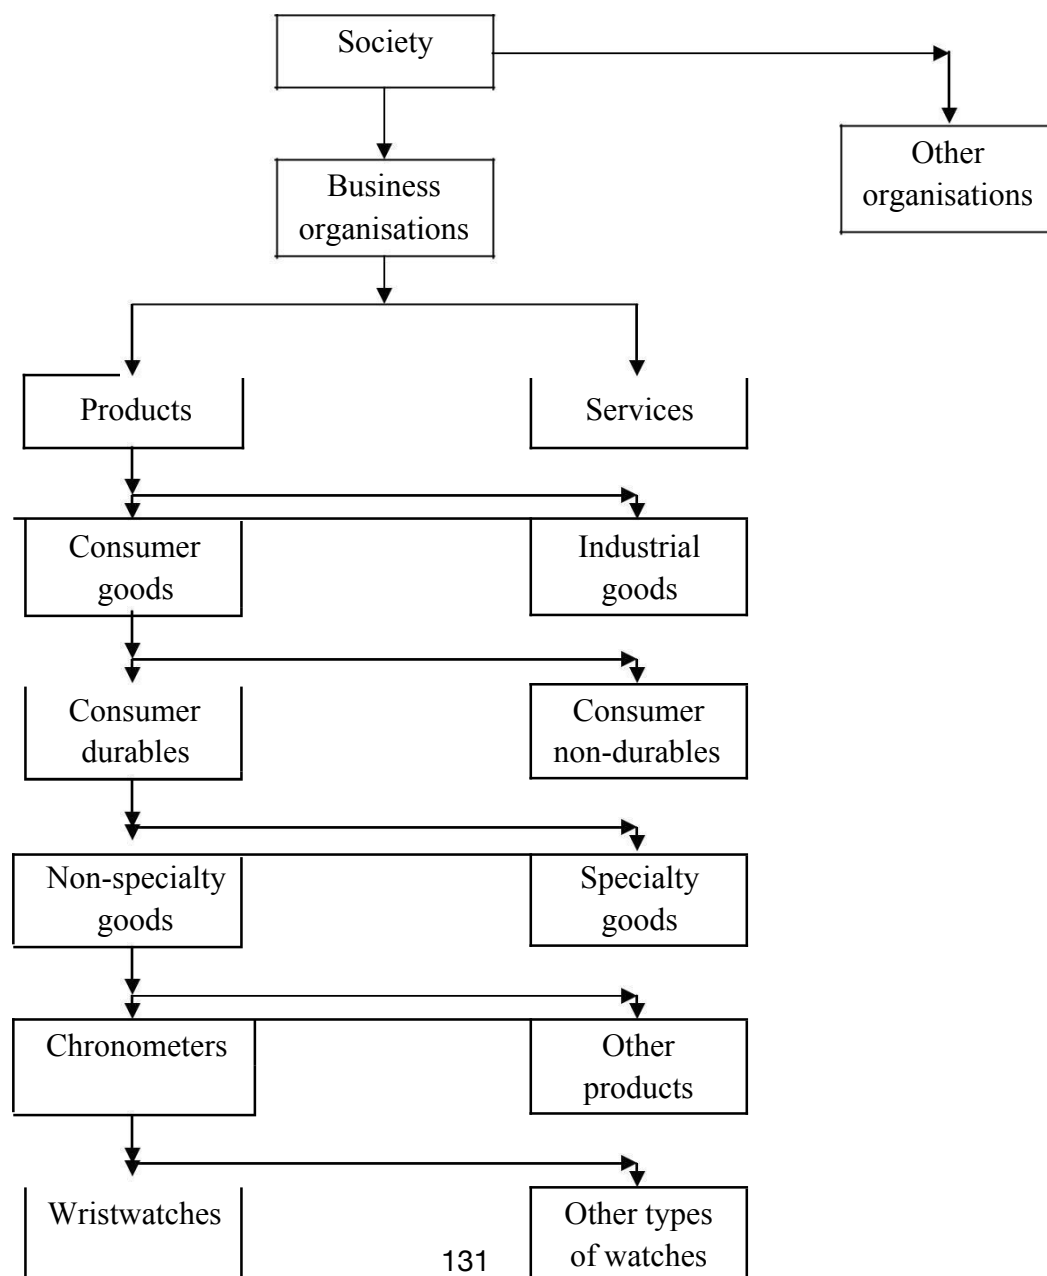 Society
Other
organisations
Business
organisations
Products
Services
Consumer
goods
Industrial
goods
Consumer
durables
Consumer
non-durables
Non-specialty
goods
Specialty
goods
Chronometers
Other
products
Wristwatches
Other types
of watches
131